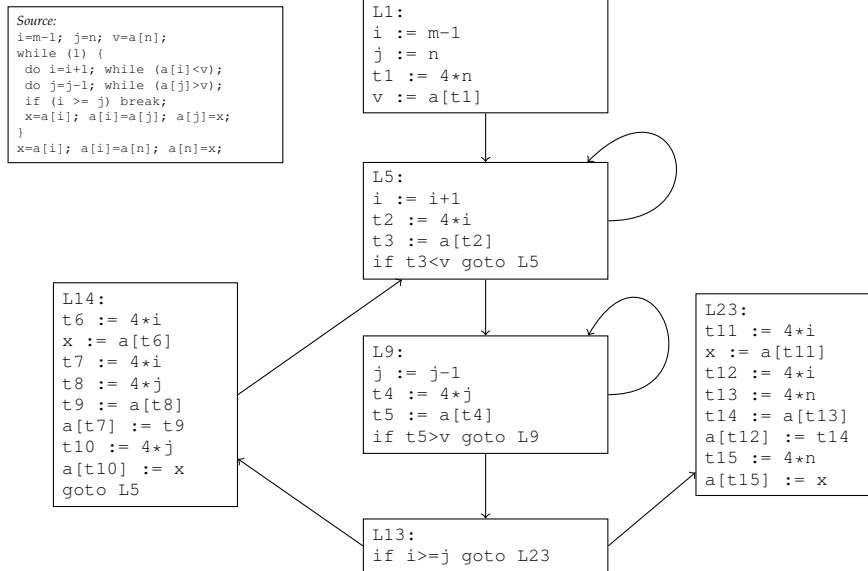 Source:
i=m-1; j=n; v=a[n];
while (1) {
do i=i+1; while (a[i]<v);
do j=j-1; while (a[j]>v);
if (i >= j) break;
x=a[i]; a[i]=a[j]; a[j]=x;
}
x=a[i]; a[i]=a[n]; a[n]=x;
L1:
i := m-1
j := n
t1 := 4*n
v := a[t1]
L5:
i := i+1
t2 := 4*i
t3 := a[t2]
if t3<v goto L5
L14:
t6 := 4*i
x := a[t6]
t7 := 4*i
t8 := 4*j
t9 := a[t8]
a[t7] := t9
t10 := 4*j
a[t10] := x
goto L5
L9:
j := j-1
t4 := 4*j
t5 := a[t4]
if t5>v goto L9
L23:
t11 := 4*i
x := a[t11]
t12 := 4*i
t13 := 4*n
t14 := a[t13]
a[t12] := t14
t15 := 4*n
a[t15] := x
L13:
if i>=j goto L23